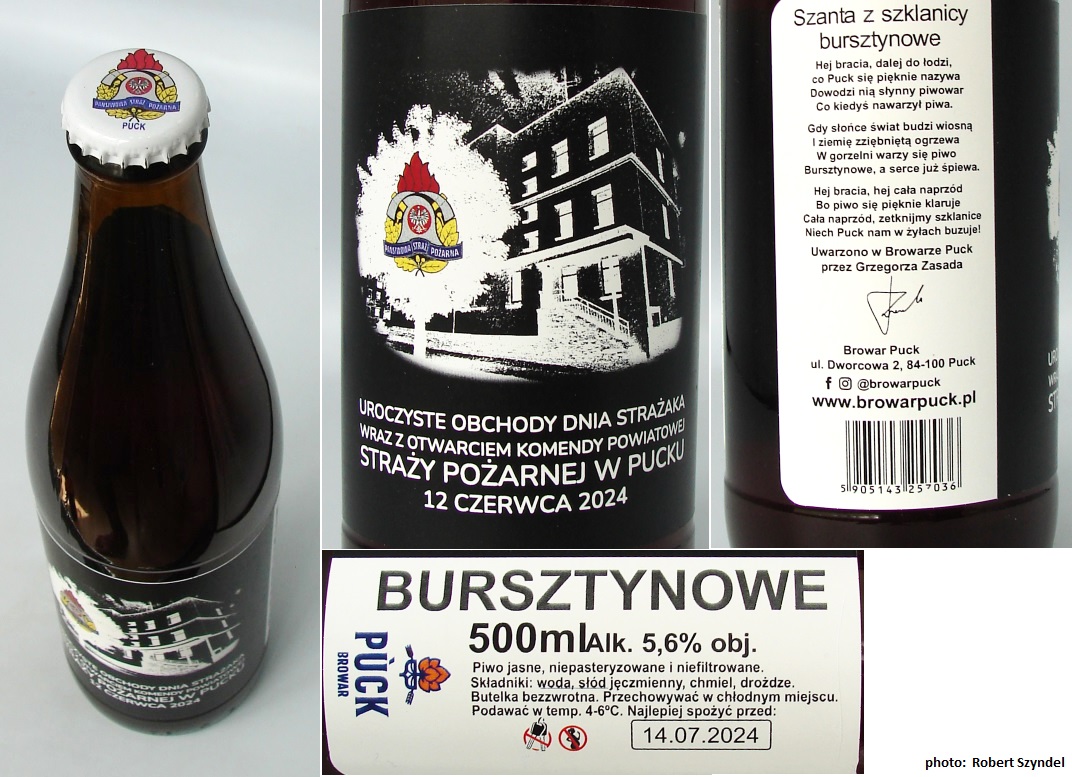 PAŃSTWOWA STRAŻ POŻARNA
PUCK
PAŃSTWOWA STRAŻ POŻARNA
UROCZYSTE OBCHODY DNIA STRAŻAKA
WRAZ Z OTWARCIEM KOMENDY POWIATOWEJ
STRAŻY POŻARNEJ W PUCKU
12 CZERWCA 2024
Szanta z szklanicy
bursztynowe
Hej bracia, dalej do łodzi,
co Puck się pięknie nazywa
Dowodzi nią słynny piwowar
Co kiedyś nawarzył piwa.
Gdy słońce świat budzi wiosną
I ziemię zziębniętą ogrzewa
W gorzelni warzy się piwo
Bursztynowe, a serce już śpiewa.
Hej bracia, hej cała naprzód
Bo piwo się pięknie klaruje
Cała naprzód, zetknijmy szklanice
Niech Puck nam w żyłach buzuje!
Uwarzono w Browarze Puck
przez Grzegorza Zasada
Browar Puck
ul. Dworcowa 2, 84-100 Puck
@browarpuck
www.browarpuck.pl
5 905143 257036
BURSZTYNOWE
500ml Alk. 5,6% obj.
Piwo jasne, niepasteryzowane i niefiltrowane.
Składniki: woda, słód jęczmienny, chmiel, drożdze.
Butelka bezzwrotna. Przechowywać w chłodnym miejscu.
Podawać w temp. 4-6ºC. Najlepiej spożyć przed:
14.07.2024
BROWAR
PUCK
photo: Robert Szyndel